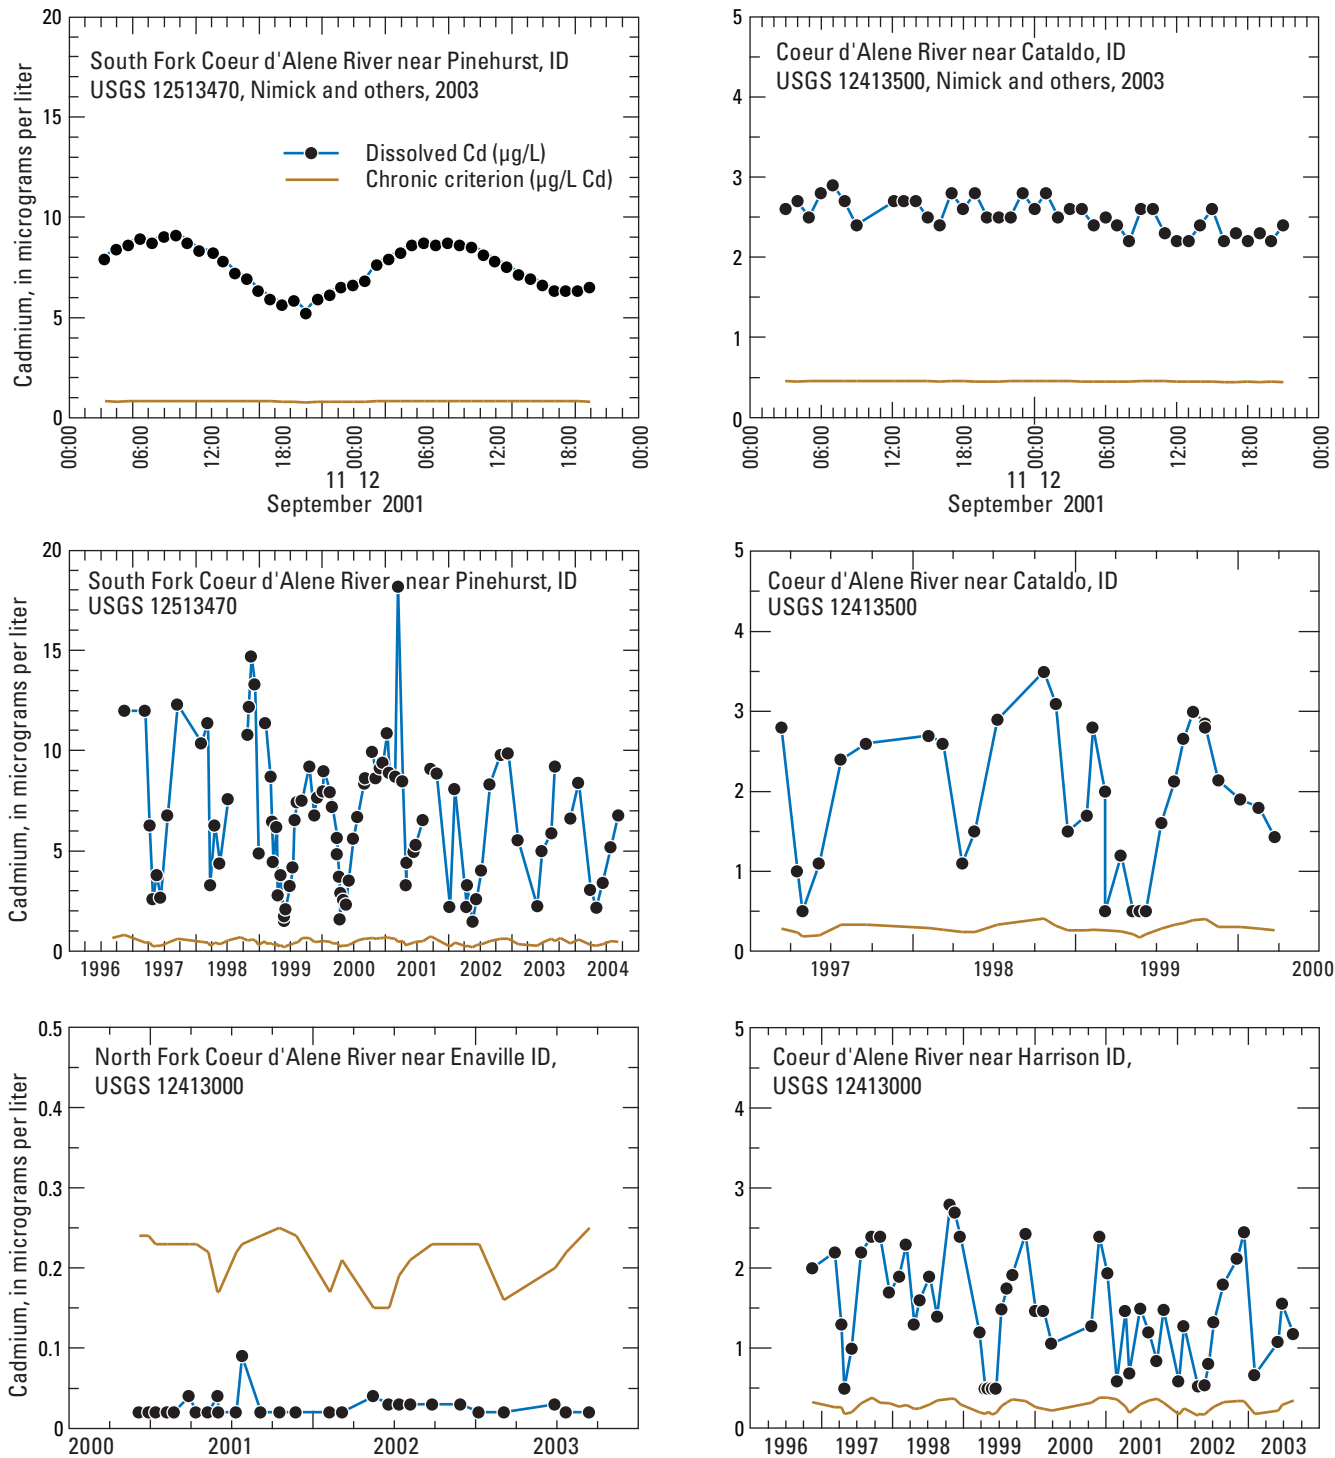 Cadmium, in micrograms per liter
20
15
10
5
0
South Fork Coeur d'Alene River near Pinehurst, ID
USGS 12513470, Nimick and others, 2003
Dissolved Cd (µg/L)
Chronic criterion (µg/L Cd)
00:00 06:00 12:00 18:00 00:00 06:00 12:00 18:00 00:00
11 12
September 2001
5
4
3
2
1
0
Coeur d'Alene River near Cataldo, ID
USGS 12413500, Nimick and others, 2003
00:00 06:00 12:00 18:00 00:00 06:00 12:00 18:00 00:00
11 12
September 2001
Cadmium, in micrograms per liter
20
15
10
5
0
South Fork Coeur d'Alene River near Pinehurst, ID
USGS 12513470
1996 1997 1998 1999 2000 2001 2002 2003 2004
5
4
3
2
1
0
Coeur d'Alene River near Cataldo, ID
USGS 12413500
1997 1998 1999 2000
Cadmium, in micrograms per liter
0.5
0.4
0.3
0.2
0.1
0
North Fork Coeur d'Alene River near Enaville ID,
USGS 12413000
2000 2001 2002 2003
5
4
3
2
1
0
Coeur d'Alene River near Harrison ID,
USGS 12413000
1996 1997 1998 1999 2000 2001 2002 2003